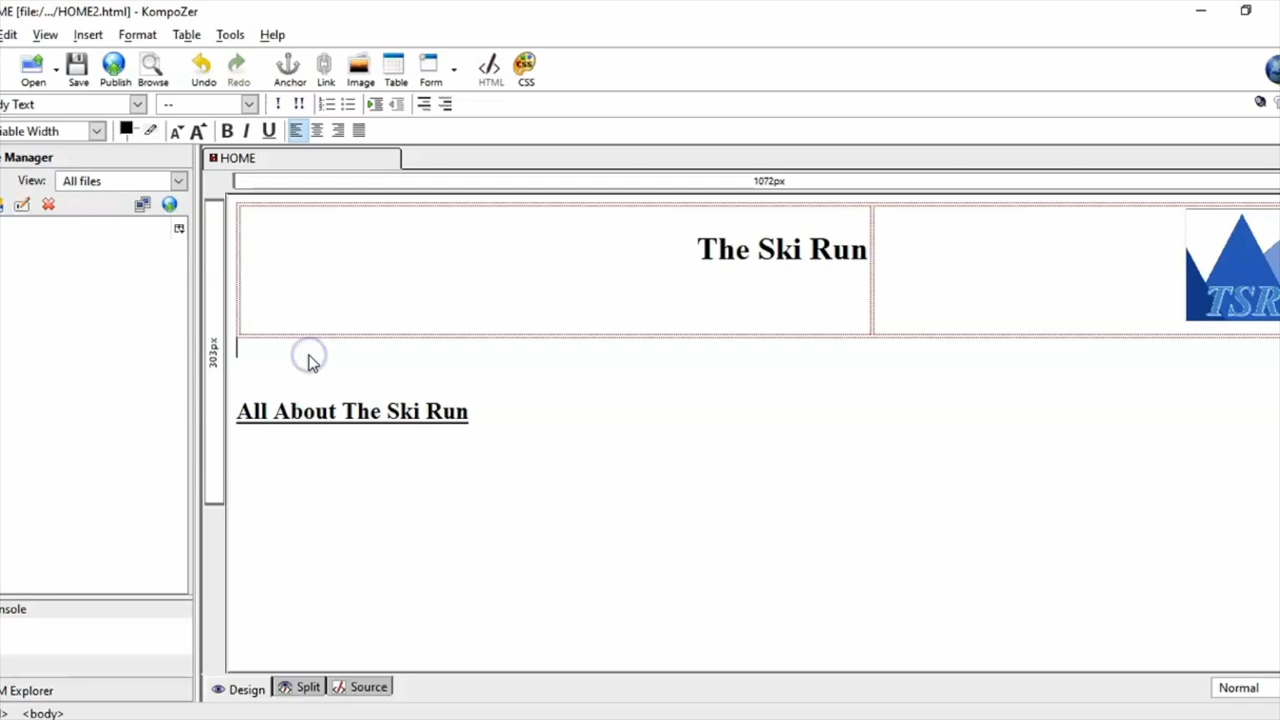 ME [file:/.../HOME2.html] - KompoZer
Edit View Insert Format Table Tools Help
Open Save Publish Browse Undo Redo Anchor Link Image Table Form HTML CSS
dy Text -- ! !!
iable Width A A B I U
e Manager
HOME
View: All files
1072px
The Ski Run
TSR
303px
All About The Ski Run
nsole
M Explorer
Design Split Source
Normal
<body>